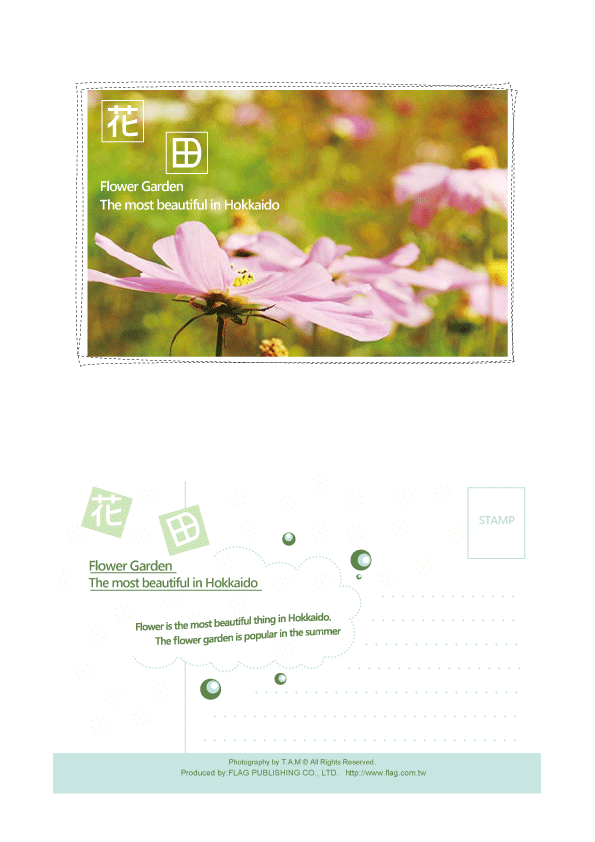 花
田
Flower Garden
The most beautiful in Hokkaido
花
田
STAMP
Flower Garden
The most beautiful in Hokkaido
Flower is the most beautiful thing in Hokkaido.
The flower garden is popular in the summer
Photography by T.A.M © All Rights Reserved.
Produced by:FLAG PUBLISHING CO., LTD. http://www.flag.com.tw